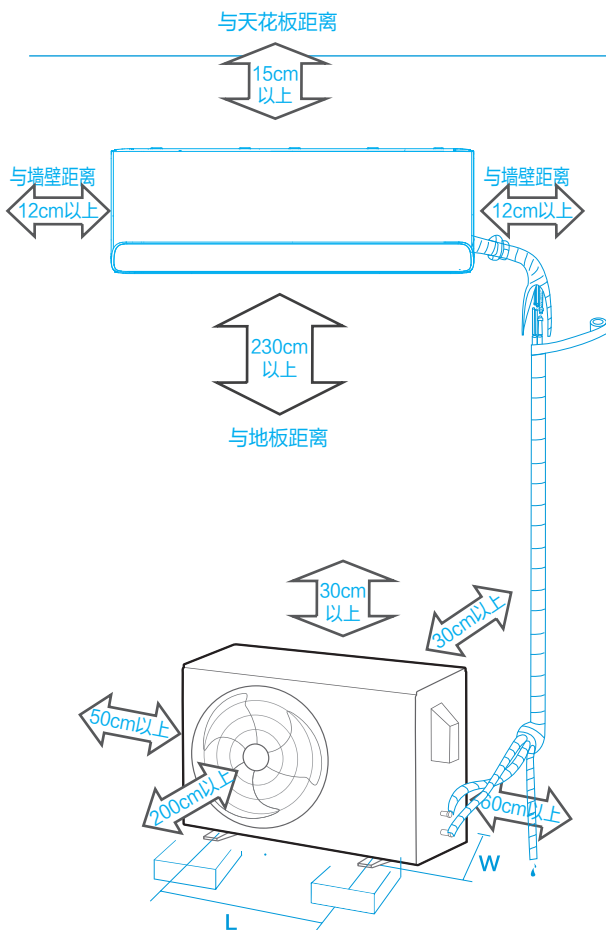 与天花板距离
15cm
以上
与墙壁距离
12cm以上
与墙壁距离
12cm以上
230cm
以上
与地板距离
30cm
以上
30cm以上
50cm以上
200cm以上
60cm以上
W
L